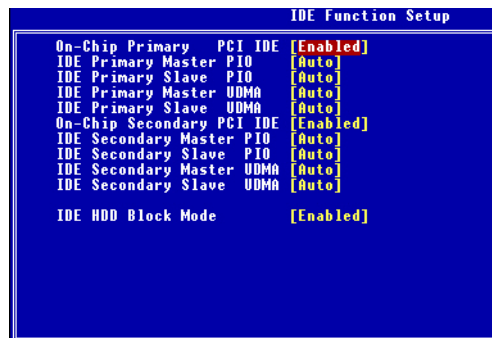 IDE Function Setup
On-Chip Primary PCI IDE [Enabled]
IDE Primary Master PIO [Auto]
IDE Primary Slave PIO [Auto]
IDE Primary Master UDMA [Auto]
IDE Primary Slave UDMA [Auto]
On-Chip Secondary PCI IDE [Enabled]
IDE Secondary Master PIO [Auto]
IDE Secondary Slave PIO [Auto]
IDE Secondary Master UDMA [Auto]
IDE Secondary Slave UDMA [Auto]
IDE HDD Block Mode [Enabled]